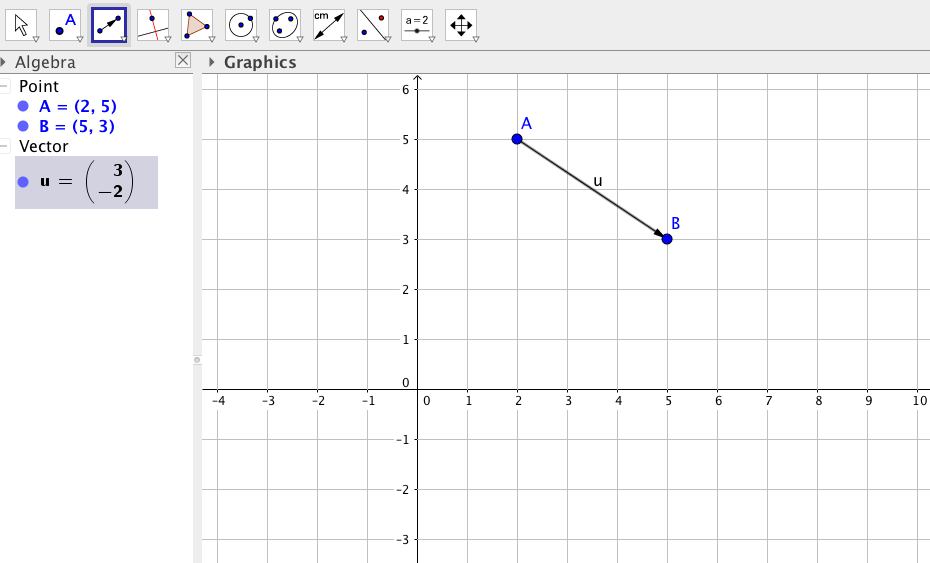 A
cm
a=2
Algebra
Graphics
Point
A = (2, 5)
B = (5, 3)
Vector
u = ( 3
−2 )
6
5
4
3
2
1
0
-1
-2
-3
-4 -3 -2 -1 0 1 2 3 4 5 6 7 8 9 10
A
u
B